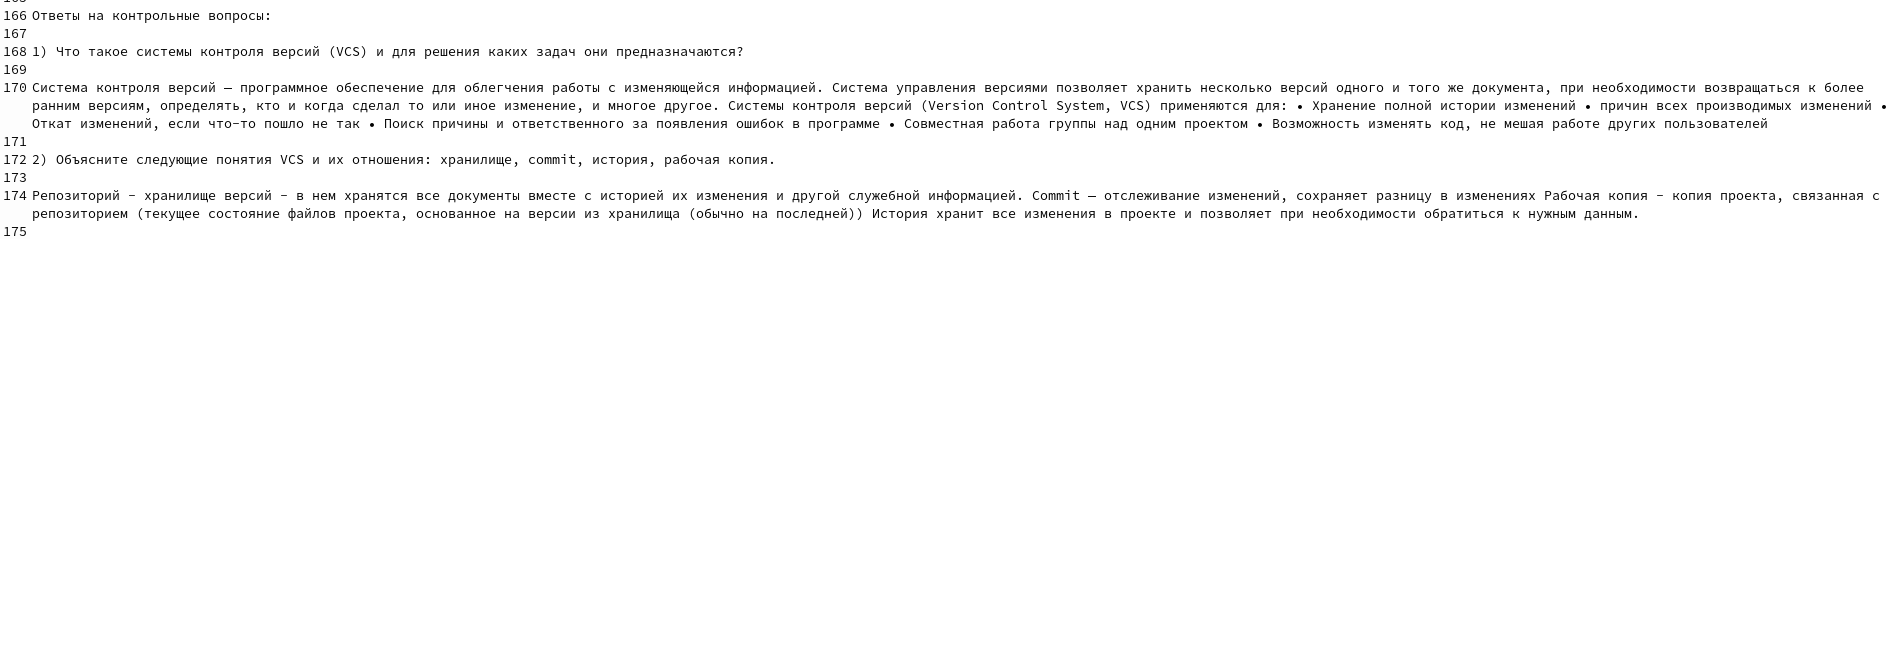 166 Ответы на контрольные вопросы:
167
168 1) Что такое системы контроля версий (VCS) и для решения каких задач они предназначаются?
169
170 Система контроля версий — программное обеспечение для облегчения работы с изменяющейся информацией. Система управления версиями позволяет хранить несколько версий одного и того же документа, при необходимости возвращаться к более
ранним версиям, определять, кто и когда сделал то или иное изменение, и многое другое. Системы контроля версий (Version Control System, VCS) применяются для: • Хранение полной истории изменений • причин всех производимых изменений •
Откат изменений, если что-то пошло не так • Поиск причины и ответственного за появления ошибок в программе • Совместная работа группы над одним проектом • Возможность изменять код, не мешая работе других пользователей
171
172 2) Объясните следующие понятия VCS и их отношения: хранилище, commit, история, рабочая копия.
173
174 Репозиторий - хранилище версий - в нем хранятся все документы вместе с историей их изменения и другой служебной информацией. Commit — отслеживание изменений, сохраняет разницу в изменениях Рабочая копия - копия проекта, связанная с
репозиторием (текущее состояние файлов проекта, основанное на версии из хранилища (обычно на последней)) История хранит все изменения в проекте и позволяет при необходимости обратиться к нужным данным.
175